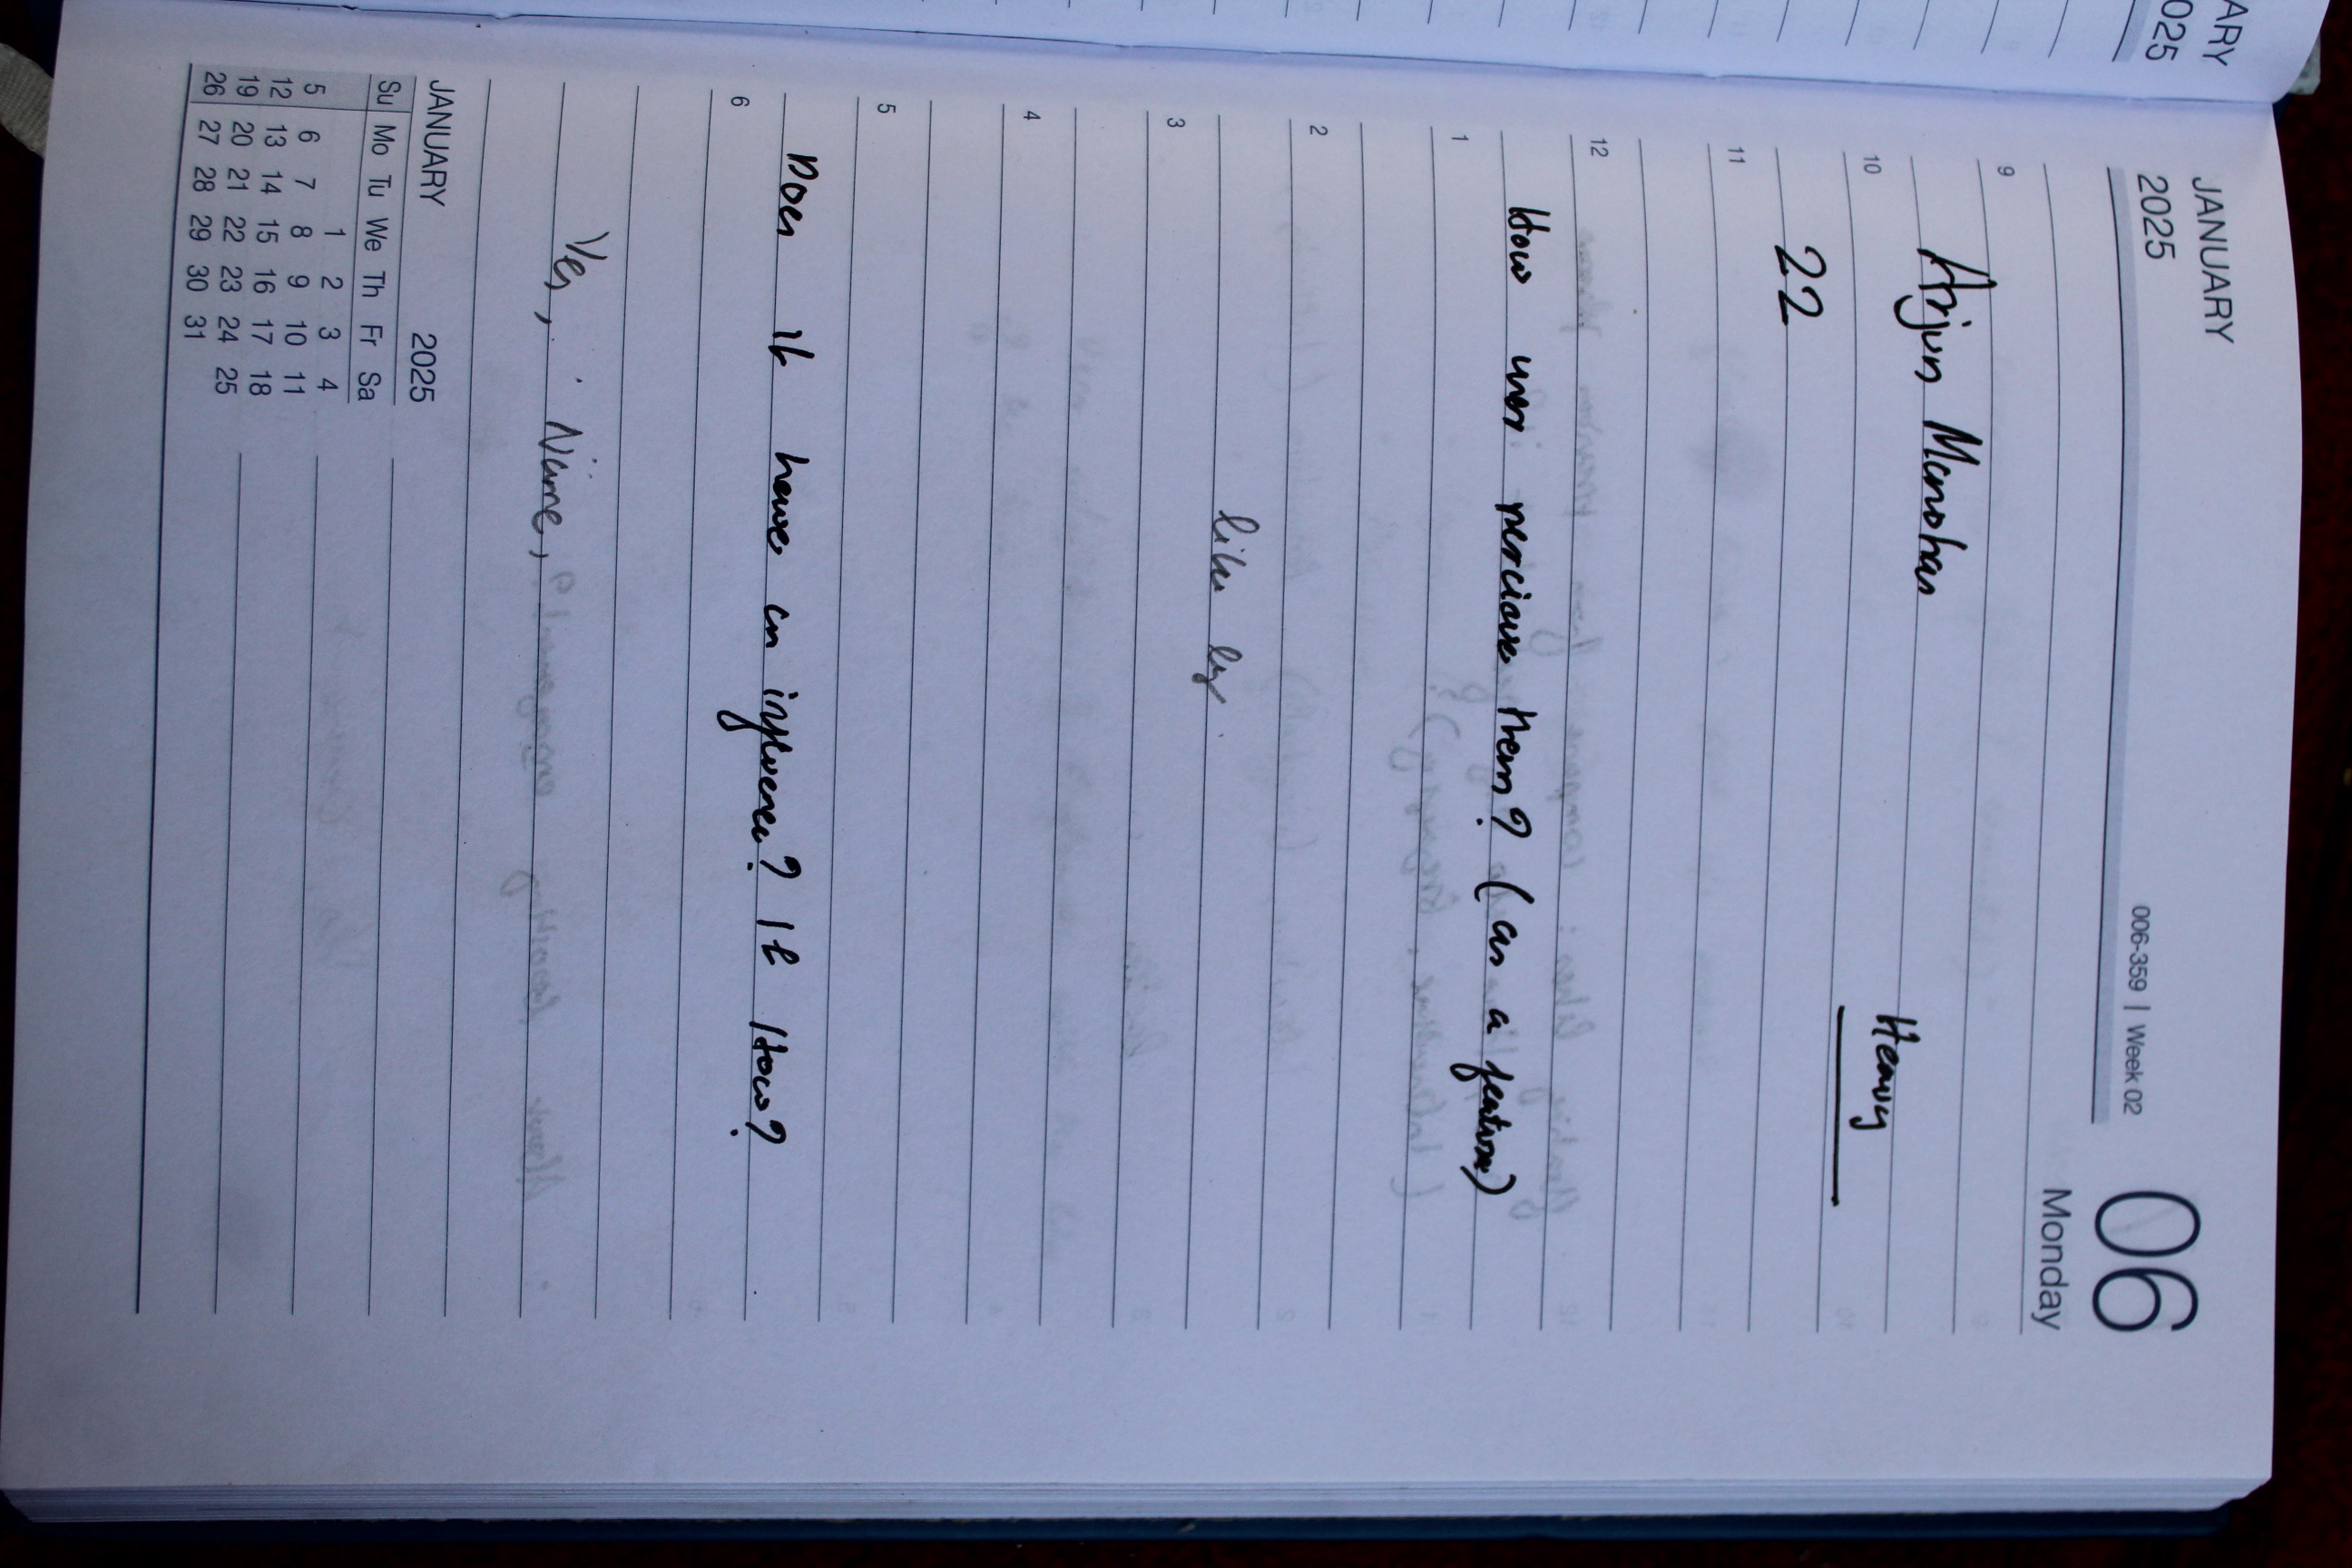 ARY
025
JANUARY
2025
006-359 | Week 02
06
Monday
9
Arjun Manohar
Heavy
10
22
11
12
How user perciave them? (as a feature)
1
2
like by
3
4
5
Does it have an influence? If How?
6
Yes, Name,
JANUARY 2025
Su Mo Tu We Th Fr Sa
1 2 3 4
5 6 7 8 9 10 11
12 13 14 15 16 17 18
19 20 21 22 23 24 25
26 27 28 29 30 31